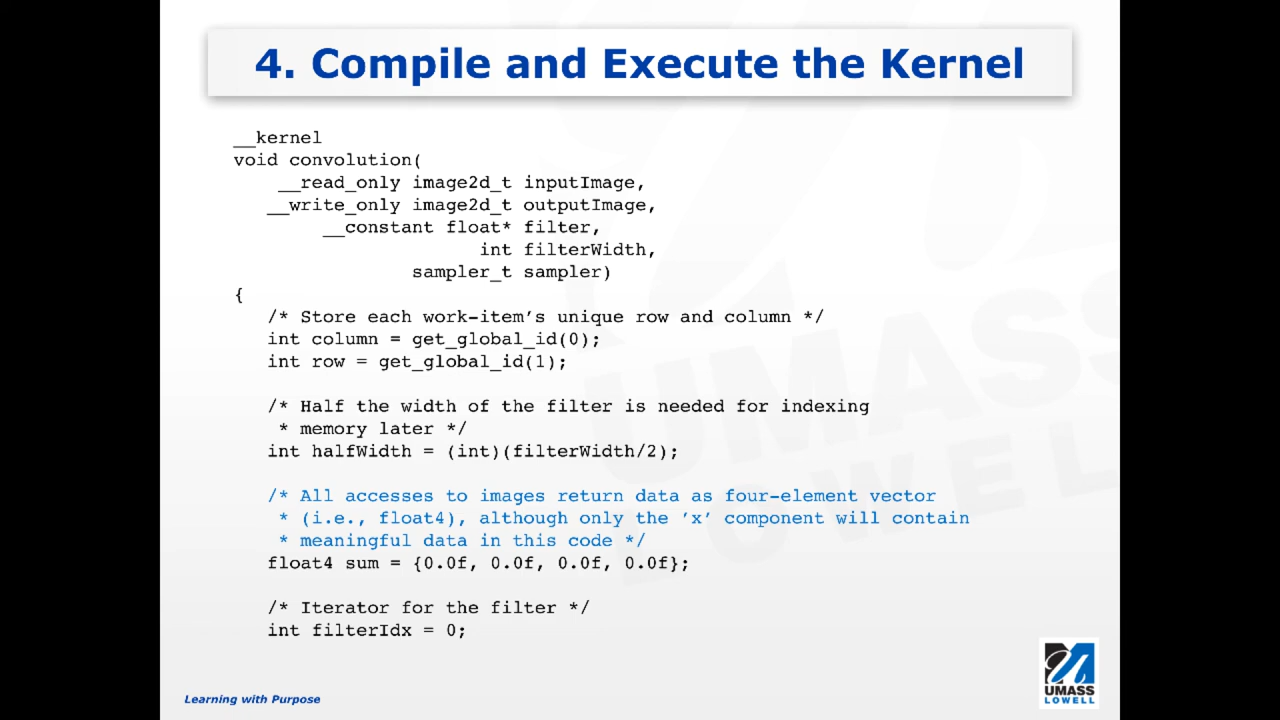 4. Compile and Execute the Kernel
__kernel
void convolution(
__read_only image2d_t inputImage,
__write_only image2d_t outputImage,
__constant float* filter,
int filterWidth,
sampler_t sampler)
{
/* Store each work-item’s unique row and column */
int column = get_global_id(0);
int row = get_global_id(1);
/* Half the width of the filter is needed for indexing
* memory later */
int halfWidth = (int)(filterWidth/2);
/* All accesses to images return data as four-element vector
* (i.e., float4), although only the ’x’ component will contain
* meaningful data in this code */
float4 sum = {0.0f, 0.0f, 0.0f, 0.0f};
/* Iterator for the filter */
int filterIdx = 0;
UMASS
LOWELL
Learning with Purpose
UMASS
LOWELL